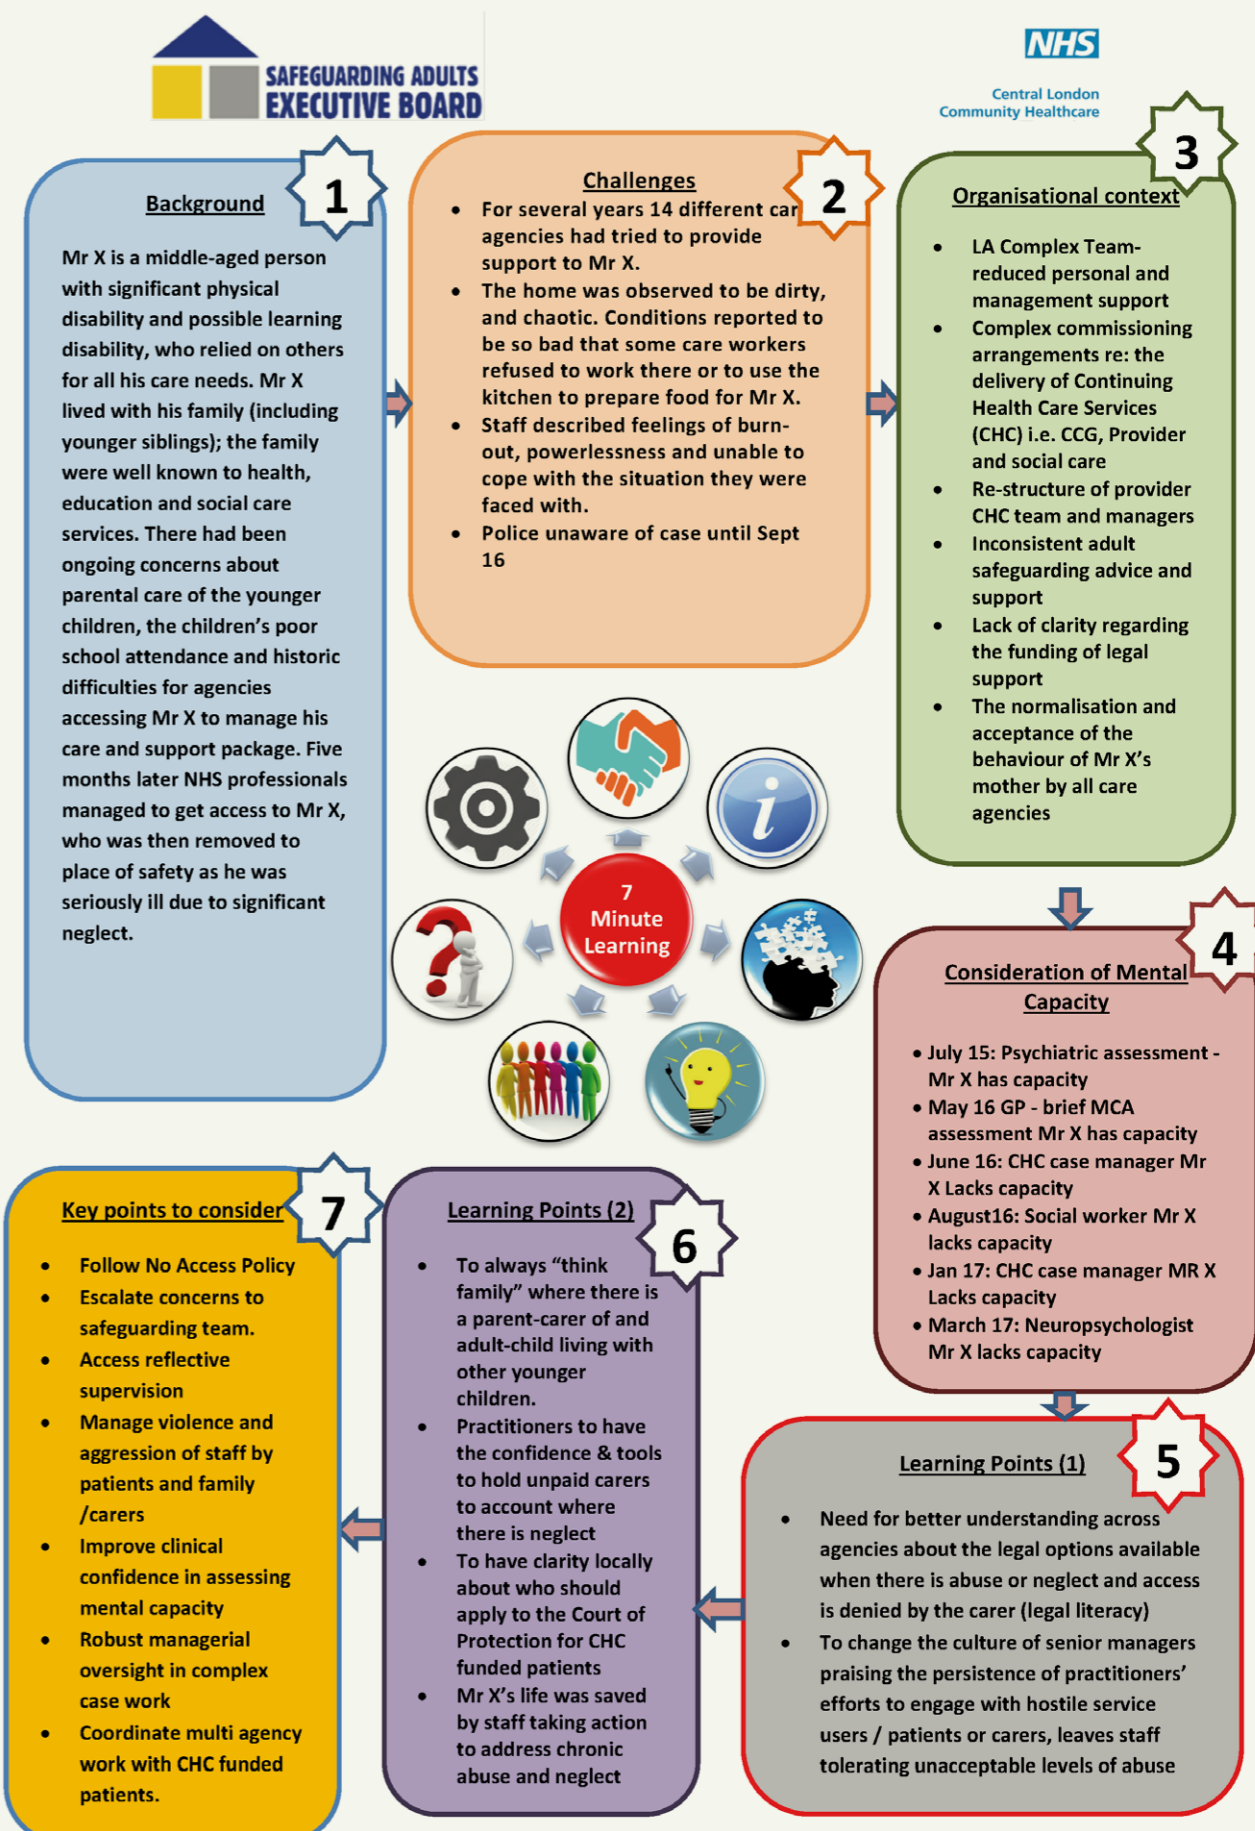 SAFEGUARDING ADULTS
EXECUTIVE BOARD
NHS
Central London
Community Healthcare
1
Background
Mr X is a middle-aged person
with significant physical
disability and possible learning
disability, who relied on others
for all his care needs. Mr X
lived with his family (including
younger siblings); the family
were well known to health,
education and social care
services. There had been
ongoing concerns about
parental care of the younger
children, the children's poor
school attendance and historic
difficulties for agencies
accessing Mr X to manage his
care and support package. Five
months later NHS professionals
managed to get access to Mr X,
who was then removed to
place of safety as he was
seriously ill due to significant
neglect.
2
Challenges
• For several years 14 different car
agencies had tried to provide
support to Mr X.
• The home was observed to be dirty,
and chaotic. Conditions reported to
be so bad that some care workers
refused to work there or to use the
kitchen to prepare food for Mr X.
• Staff described feelings of burn-
out, powerlessness and unable to
cope with the situation they were
faced with.
• Police unaware of case until Sept
16
3
Organisational context
• LA Complex Team-
reduced personal and
management support
• Complex commissioning
arrangements re: the
delivery of Continuing
Health Care Services
(CHC) i.e. CCG, Provider
and social care
• Re-structure of provider
CHC team and managers
• Inconsistent adult
safeguarding advice and
support
• Lack of clarity regarding
the funding of legal
support
• The normalisation and
acceptance of the
behaviour of Mr X's
mother by all care
agencies
7
Minute
Learning
4
Consideration of Mental
Capacity
• July 15: Psychiatric assessment -
Mr X has capacity
• May 16 GP - brief MCA
assessment Mr X has capacity
• June 16: CHC case manager Mr
X Lacks capacity
• August16: Social worker Mr X
lacks capacity
• Jan 17: CHC case manager MR X
Lacks capacity
• March 17: Neuropsychologist
Mr X lacks capacity
5
Learning Points (1)
• Need for better understanding across
agencies about the legal options available
when there is abuse or neglect and access
is denied by the carer (legal literacy)
• To change the culture of senior managers
praising the persistence of practitioners'
efforts to engage with hostile service
users / patients or carers, leaves staff
tolerating unacceptable levels of abuse
6
Learning Points (2)
• To always "think
family" where there is
a parent-carer of and
adult-child living with
other younger
children.
• Practitioners to have
the confidence & tools
to hold unpaid carers
to account where
there is neglect
• To have clarity locally
about who should
apply to the Court of
Protection for CHC
funded patients
• Mr X's life was saved
by staff taking action
to address chronic
abuse and neglect
7
Key points to consider
• Follow No Access Policy
• Escalate concerns to
safeguarding team.
• Access reflective
supervision
• Manage violence and
aggression of staff by
patients and family
/carers
• Improve clinical
confidence in assessing
mental capacity
• Robust managerial
oversight in complex
case work
• Coordinate multi agency
work with CHC funded
patients.